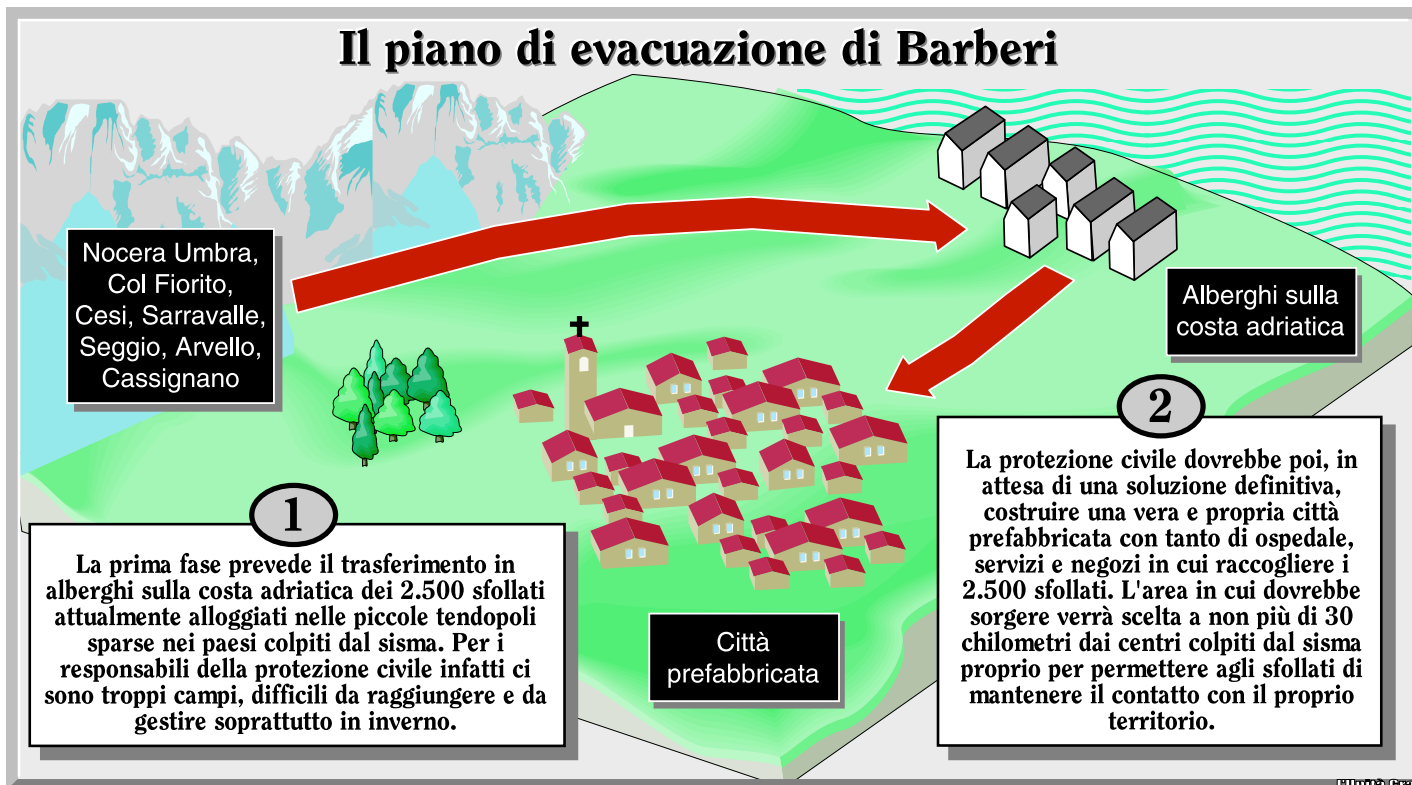 Il piano di evacuazione di Barberi
Nocera Umbra,
Col Fiorito,
Cesi, Sarravalle,
Seggio, Arvello,
Cassignano
Alberghi sulla
costa adriatica
1
La prima fase prevede il trasferimento in
alberghi sulla costa adriatica dei 2.500 sfollati
attualmente alloggiati nelle piccole tendopoli
sparse nei paesi colpiti dal sisma. Per i
responsabili della protezione civile infatti ci
sono troppi campi, difficili da raggiungere e da
gestire soprattutto in inverno.
Città
prefabbricata
2
La protezione civile dovrebbe poi, in
attesa di una soluzione definitiva,
costruire una vera e propria città
prefabbricata con tanto di ospedale,
servizi e negozi in cui raccogliere i
2.500 sfollati. L'area in cui dovrebbe
sorgere verrà scelta a non più di 30
chilometri dai centri colpiti dal sisma
proprio per permettere agli sfollati di
mantenere il contatto con il proprio
territorio.